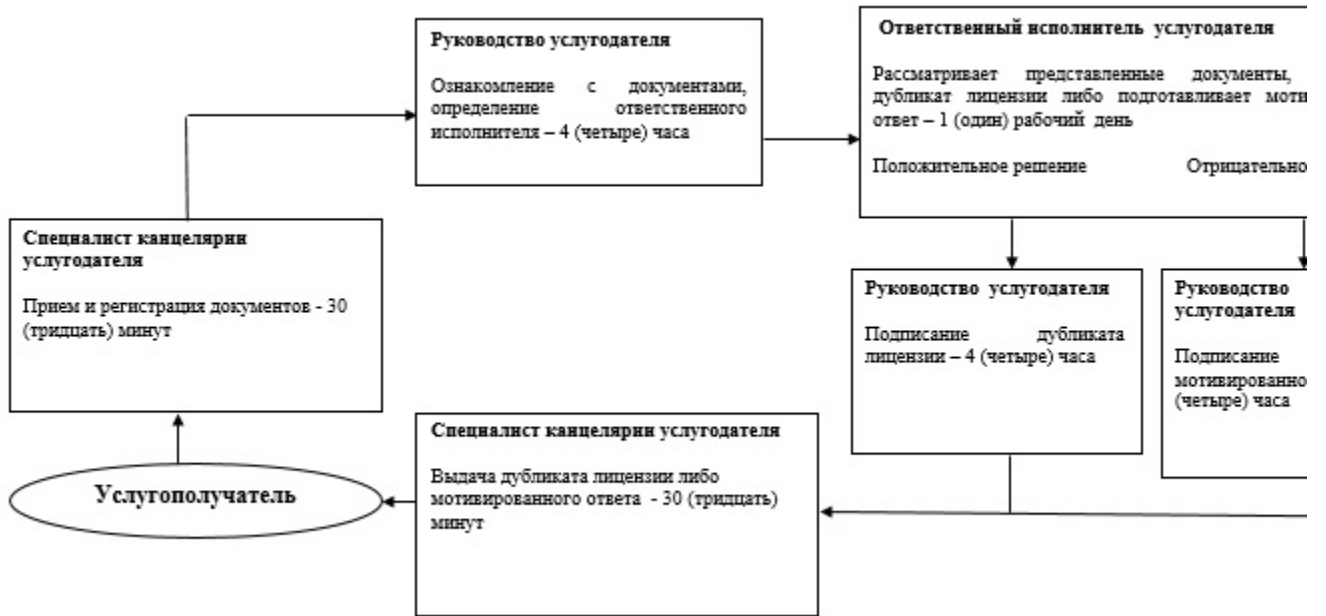 Руководство услугодателя
Ознакомление с документами,
определение ответственного
исполнителя – 4 (четыре) часа
Ответственный исполнитель услугодателя
Рассматривает представленные документы,
дубликат лицензии либо подготавливает моти
ответ – 1 (один) рабочий день
Положительное решение Отрицательно
Специалист канцелярии
услугодателя
Прием и регистрация документов - 30
(тридцать) минут
Руководство услугодателя
Подписание дубликата
лицензии – 4 (четыре) часа
Руководство
услугодателя
Подписание
мотивированно
(четыре) часа
Специалист канцелярии услугодателя
Выдача дубликата лицензии либо
мотивированного ответа - 30 (тридцать)
минут
Услугополучатель